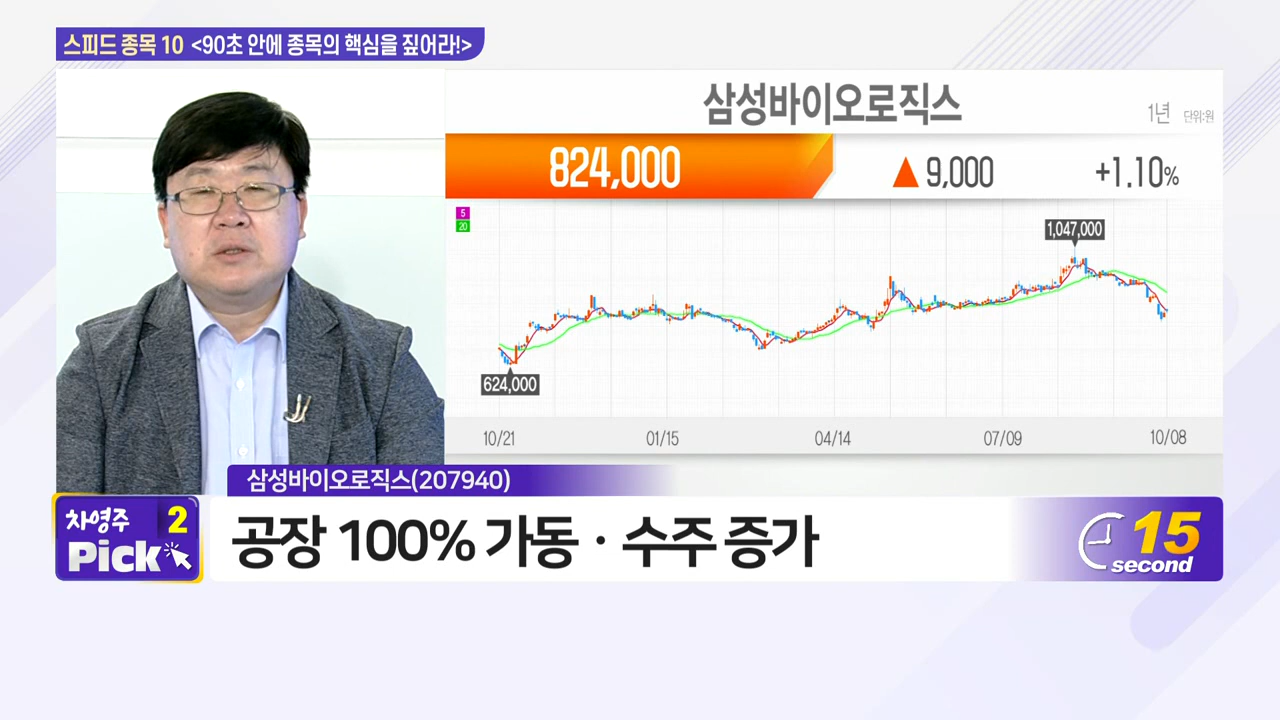 스피드 종목 10 <90초 안에 종목의 핵심을 짚어라!>
삼성바이오로직스
1년 단위:원
824,000 ▲ 9,000 +1.10%
5
20
1,047,000
624,000
10/21 01/15 04/14 07/09 10/08
삼성바이오로직스(207940)
차영주 2
Pick
공장 100% 가동 · 수주 증가
15
second